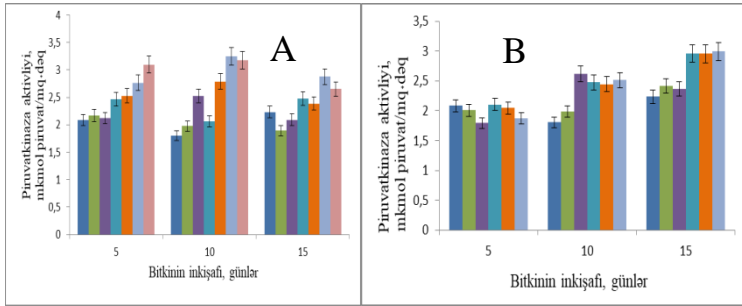 A
Piruvatkinaza aktivliyi,
mkmol piruvat/mq·dəq
4
3,5
3
2,5
2
1,5
1
0,5
0
5
10
15
Bitkinin inkişafı, günlər
B
Piruvatkinaza aktivliyi,
mkmol piruvat/mq·dəq
3,5
3
2,5
2
1,5
1
0,5
0
5
10
15
Bitkinin inkişafı, günlər